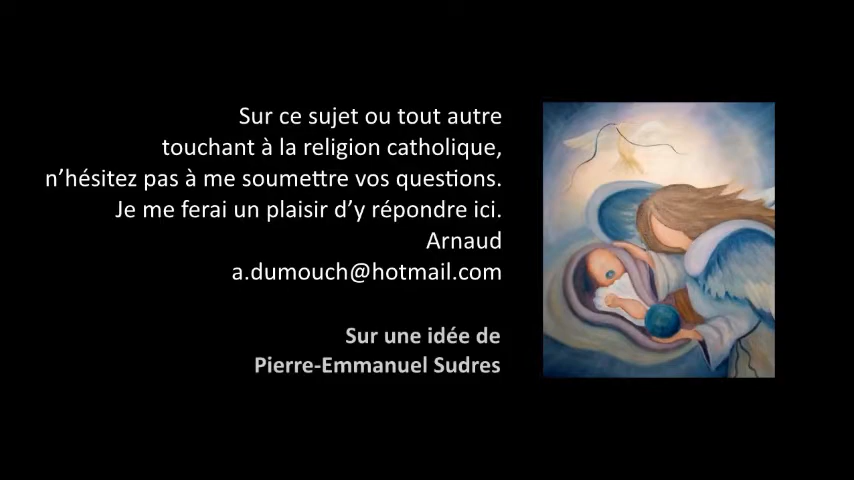 Sur ce sujet ou tout autre
touchant à la religion catholique,
n’hésitez pas à me soumettre vos questions.
Je me ferai un plaisir d’y répondre ici.
Arnaud
a.dumouch@hotmail.com
Sur une idée de
Pierre-Emmanuel Sudres